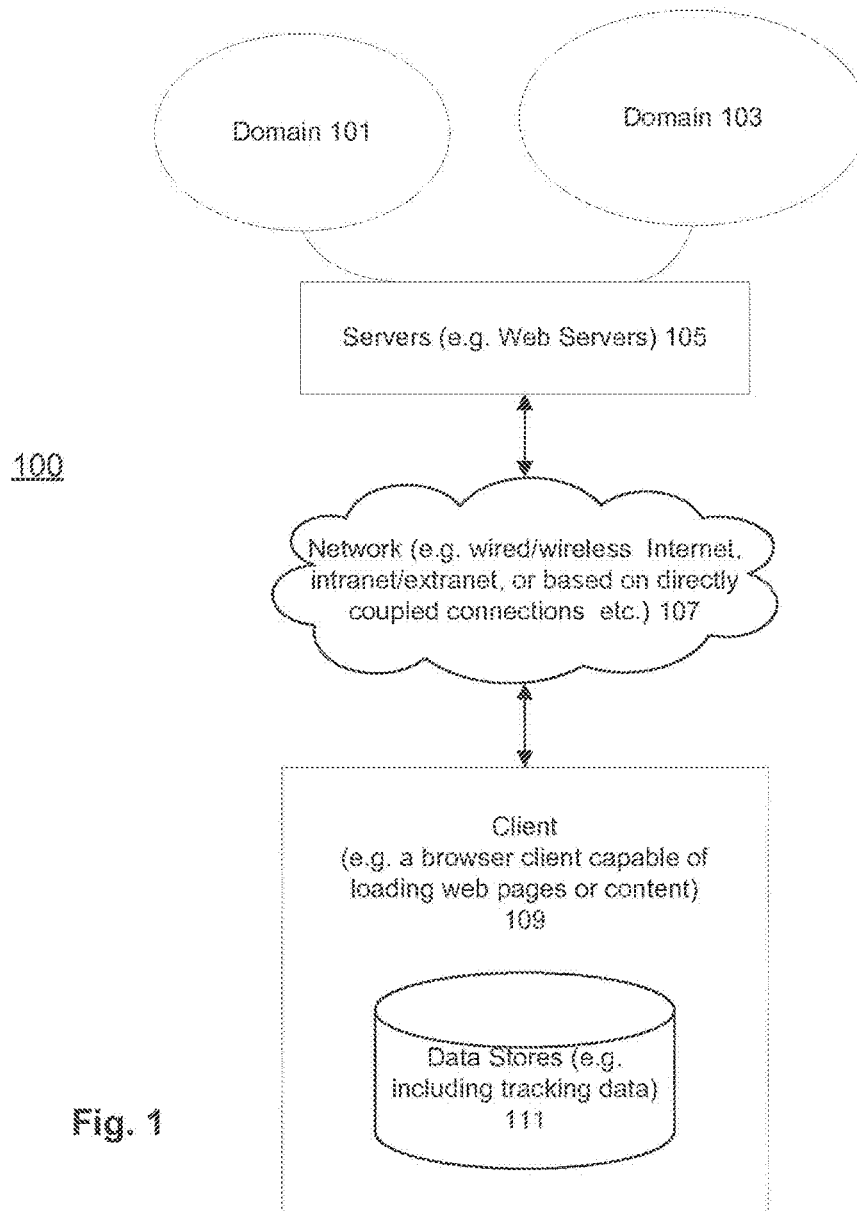 Domain 101
Domain 103
Servers (e.g. Web Servers) 105
100
Network (e.g. wired/wireless Internet,
intranet/extranet, or based on directly
coupled connections etc.) 107
Client
(e.g. a browser client capable of
loading web pages or content)
109
Data Stores (e.g.
including tracking data)
111
Fig. 1